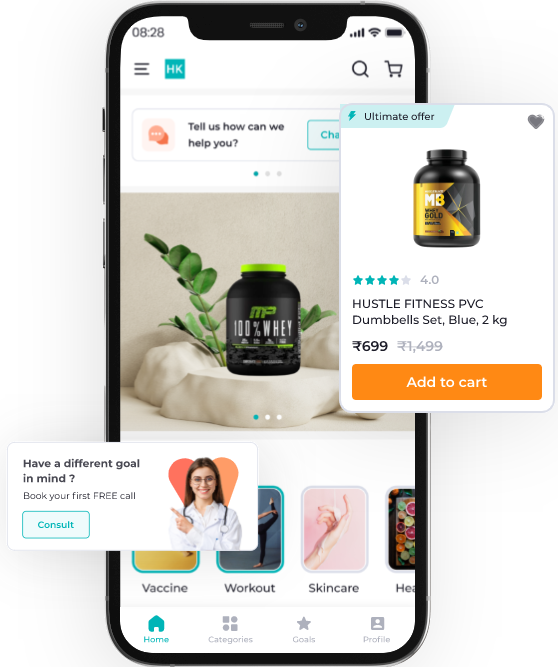 08:28
HK
Tell us how can we
help you?
Cha
Ultimate offer
MB
WHEY
GOLD
4.0
HUSTLE FITNESS PVC
Dumbbells Set, Blue, 2 kg
₹699 ₹1,499
Add to cart
MP
100% WHEY
Have a different goal
in mind ?
Book your first FREE call
Consult
Vaccine
Workout
Skincare
Hea
Home
Categories
Goals
Profile